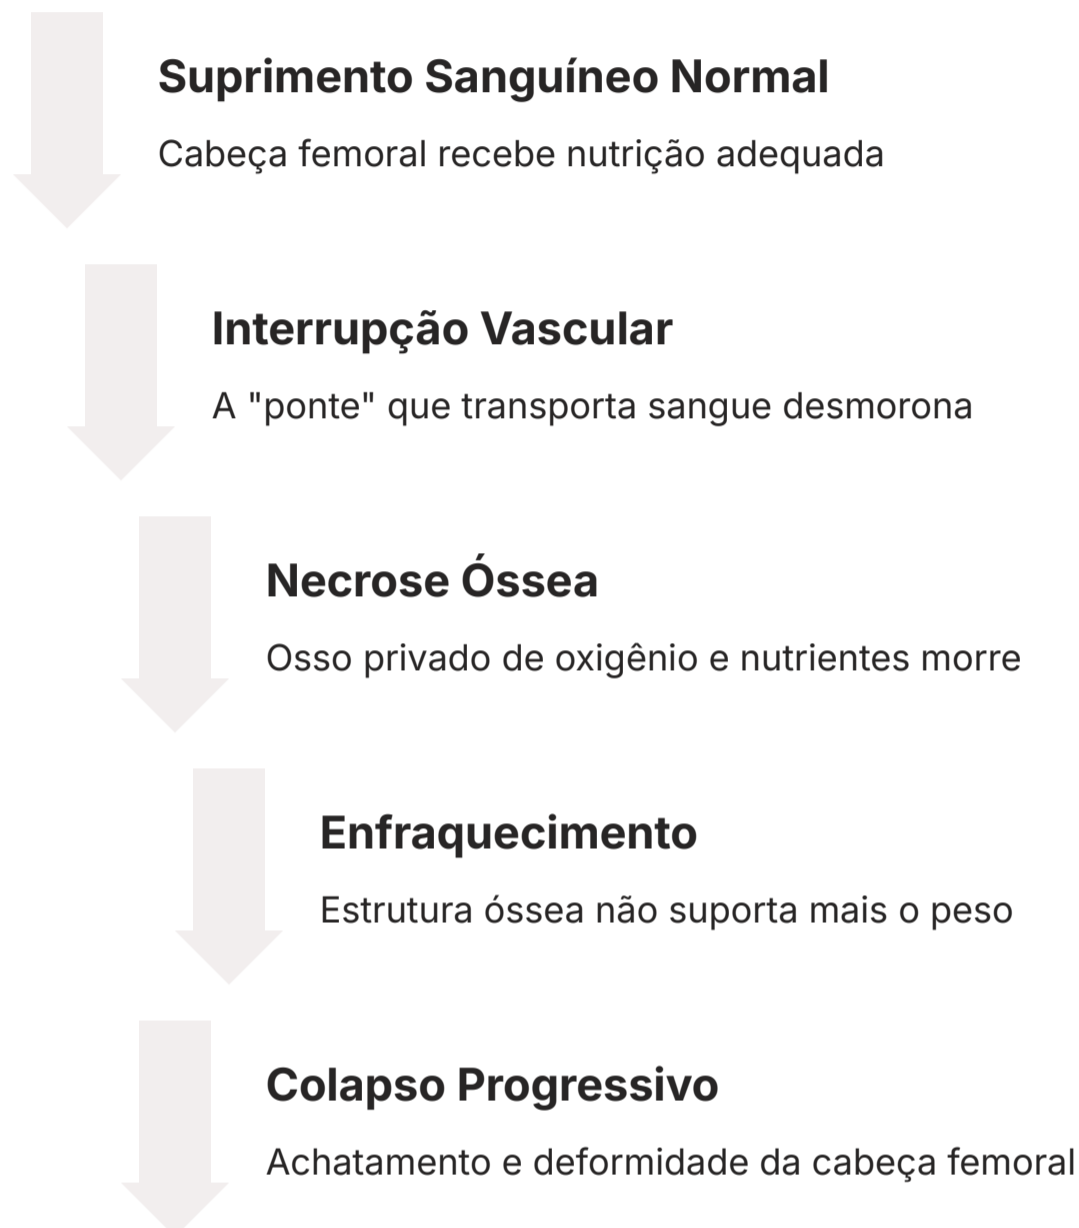 Suprimento Sanguíneo Normal
Cabeça femoral recebe nutrição adequada
Interrupção Vascular
A "ponte" que transporta sangue desmorona
Necrose Óssea
Osso privado de oxigênio e nutrientes morre
Enfraquecimento
Estrutura óssea não suporta mais o peso
Colapso Progressivo
Achatamento e deformidade da cabeça femoral